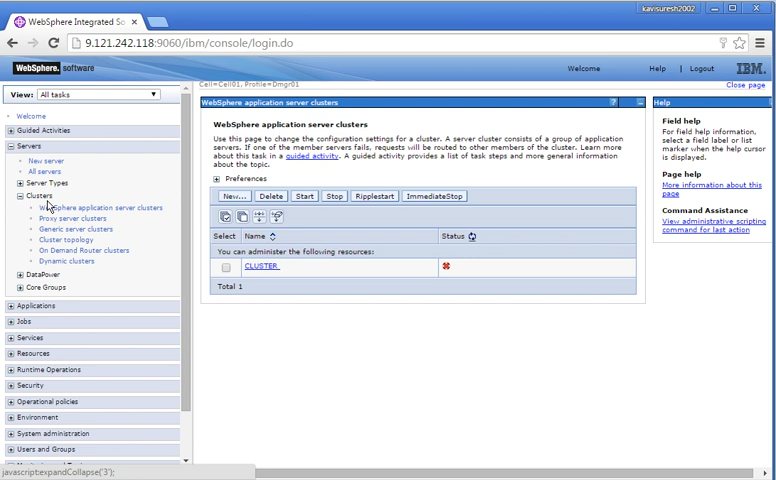 kavisuresh2002
WebSphere Integrated So
9.121.242.118:9060/ibm/console/login.do
WebSphere. software
Welcome
Help
Logout
IBM.
View:
All tasks
Cell=Cell01, Profile=Dmgr01
Close page
Welcome
Guided Activities
Servers
New server
All servers
Server Types
Clusters
WebSphere application server clusters
Proxy server clusters
Generic server clusters
Cluster topology
On Demand Router clusters
Dynamic clusters
DataPower
Core Groups
Applications
Jobs
Services
Resources
Runtime Operations
Security
Operational policies
Environment
System administration
Users and Groups
javascript:expandCollapse('3');
WebSphere application server clusters
?
WebSphere application server clusters
Use this page to change the configuration settings for a cluster. A server cluster consists of a group of application
servers. If one of the member servers fails, requests will be routed to other members of the cluster. Learn more
about this task in a guided activity. A guided activity provides a list of task steps and more general information
about the topic.
Preferences
New...
Delete
Start
Stop
Ripplestart
ImmediateStop
Select
Name
Status
You can administer the following resources:
CLUSTER
Total 1
Help
Field help
For field help information,
select a field label or list
marker when the help cursor
is displayed.
Page help
More information about this
page
Command Assistance
View administrative scripting
command for last action